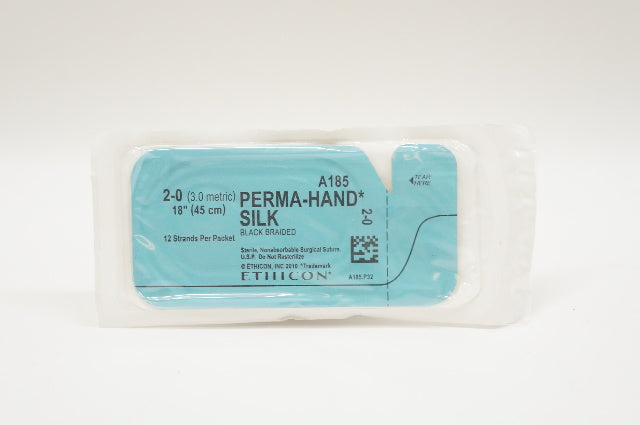 A185
2-0 (3.0 metric)
18" (45 cm)
PERMA-HAND*
SILK
BLACK BRAIDED
12 Strands Per Packet
Sterile, Nonabsorbable Surgical Suture,
U.S.P. Do Not Resterilize
© ETHICON, INC 2010 *Trademark
ETHICON*
2-0
A185.P32
TEAR
HERE